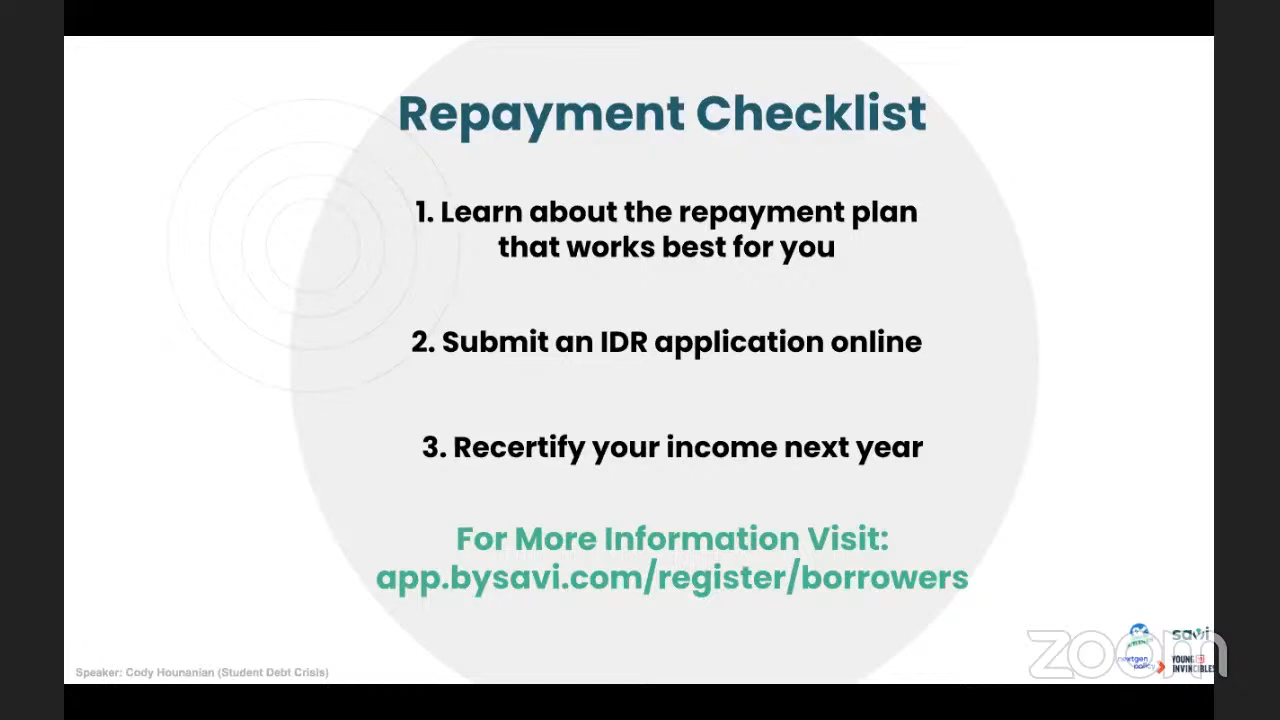 Repayment Checklist
1. Learn about the repayment plan
that works best for you
2. Submit an IDR application online
3. Recertify your income next year
For More Information Visit:
app.bysavi.com/register/borrowers
Speaker: Cody Hounanian (Student Debt Crisis)
savi
nextgen
policy
YOUNG
INVINCIBLES
zoom